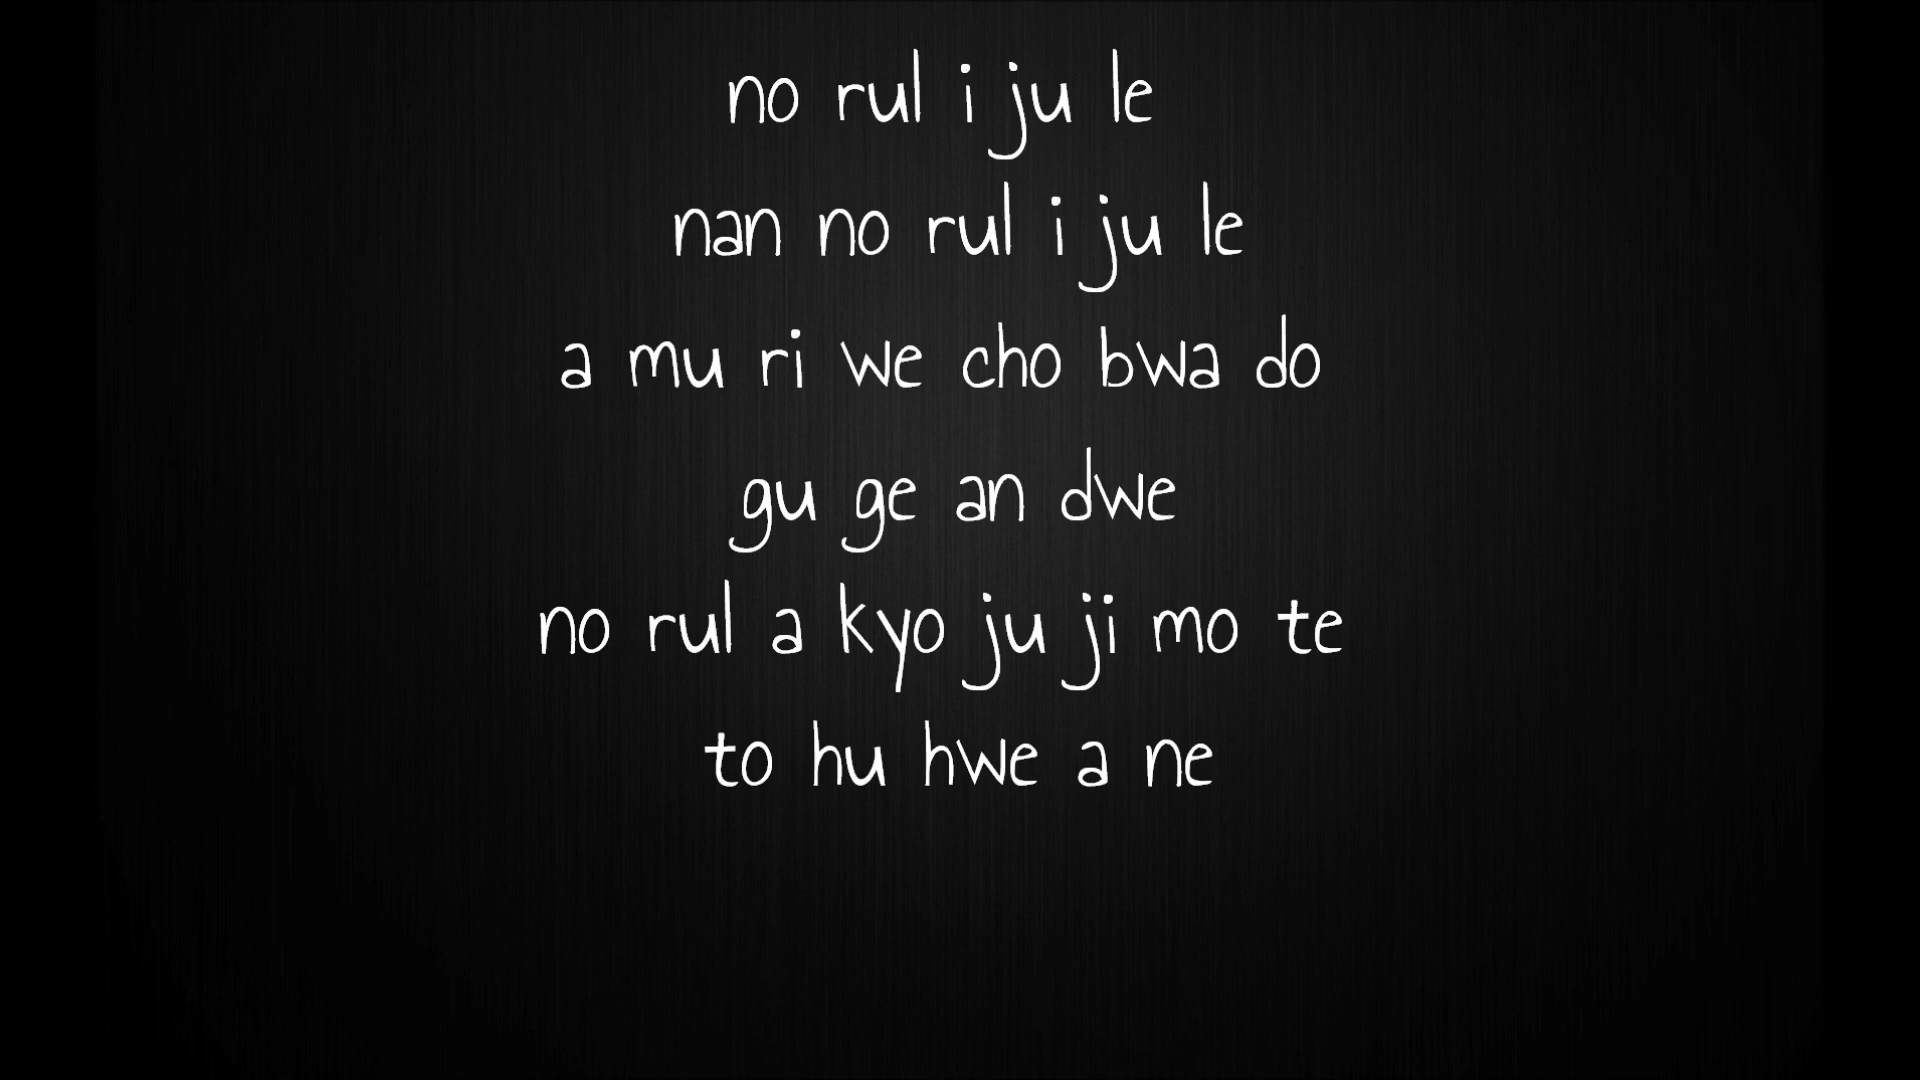 no rul i ju le
nan no rul i ju le
a mu ri we cho bwa do
gu ge an dwe
no rul a kyo ju ji mo te
to hu hwe a ne